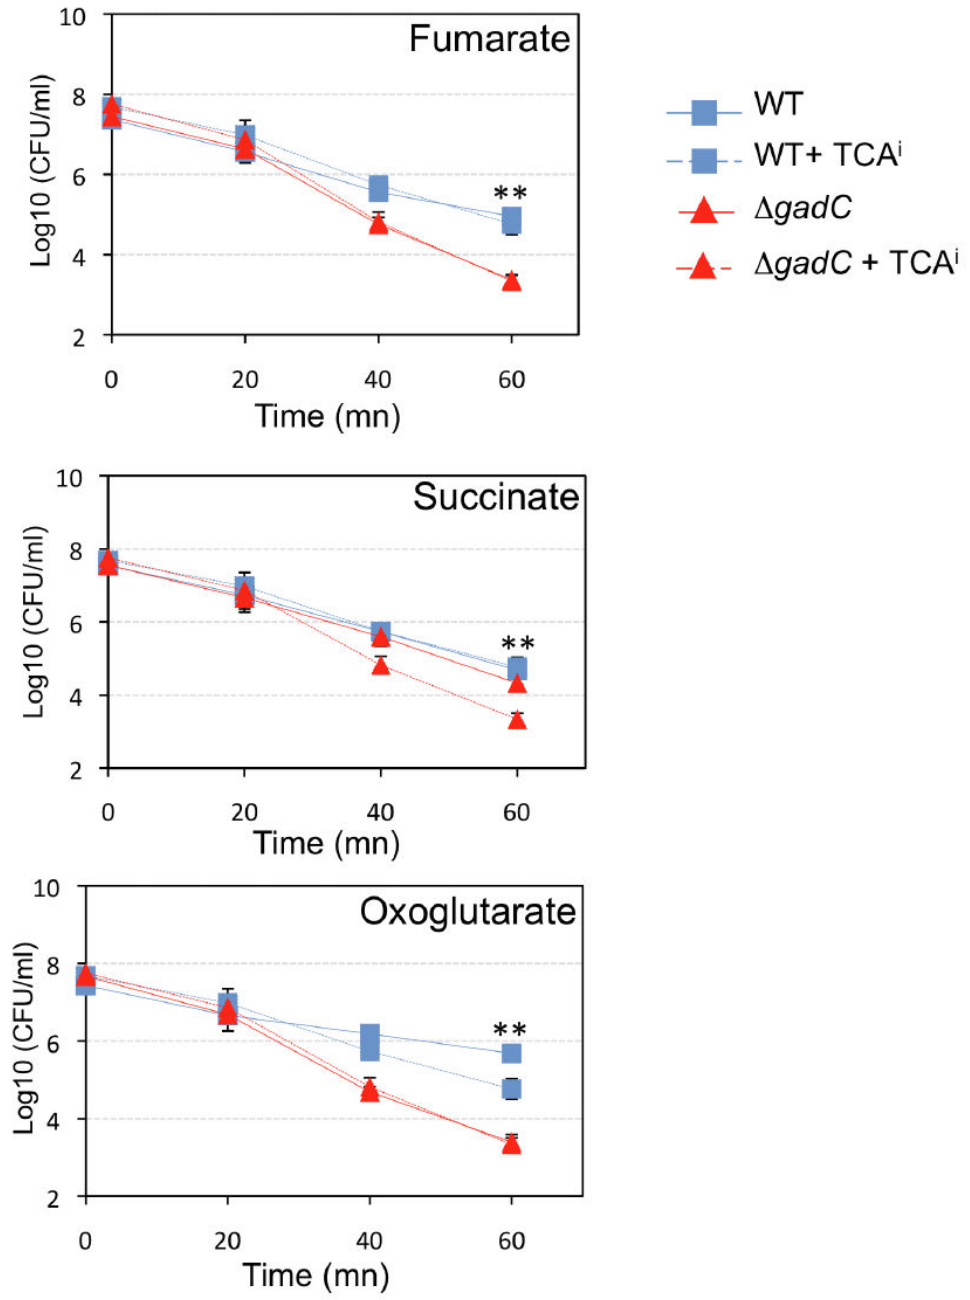 Fumarate
Log10 (CFU/ml)
10
8
6
4
2
**
0 20 40 60
Time (mn)
WT
WT+ TCAⁱ
ΔgadC
ΔgadC + TCAⁱ
Succinate
Log10 (CFU/ml)
10
8
6
4
2
**
0 20 40 60
Time (mn)
Oxoglutarate
Log10 (CFU/ml)
10
8
6
4
2
**
0 20 40 60
Time (mn)